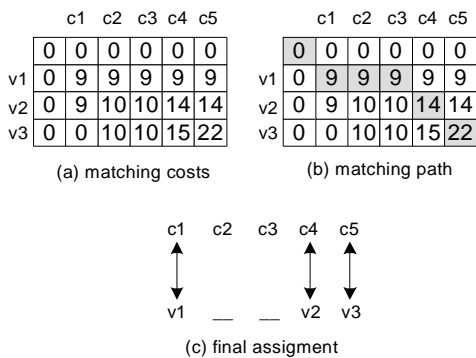 c1 c2 c3 c4 c5 c1 c2 c3 c4 c5
0 0 0 0 0 0 0 0 0 0 0 0
v1 0 9 9 9 9 9 v1 0 9 9 9 9 9
v2 0 9 10 10 14 14 v2 0 9 10 10 14 14
v3 0 0 10 10 15 22 v3 0 0 10 10 15 22
(a) matching costs (b) matching path
c1 c2 c3 c4 c5
v1 __ __ v2 v3
(c) final assigment